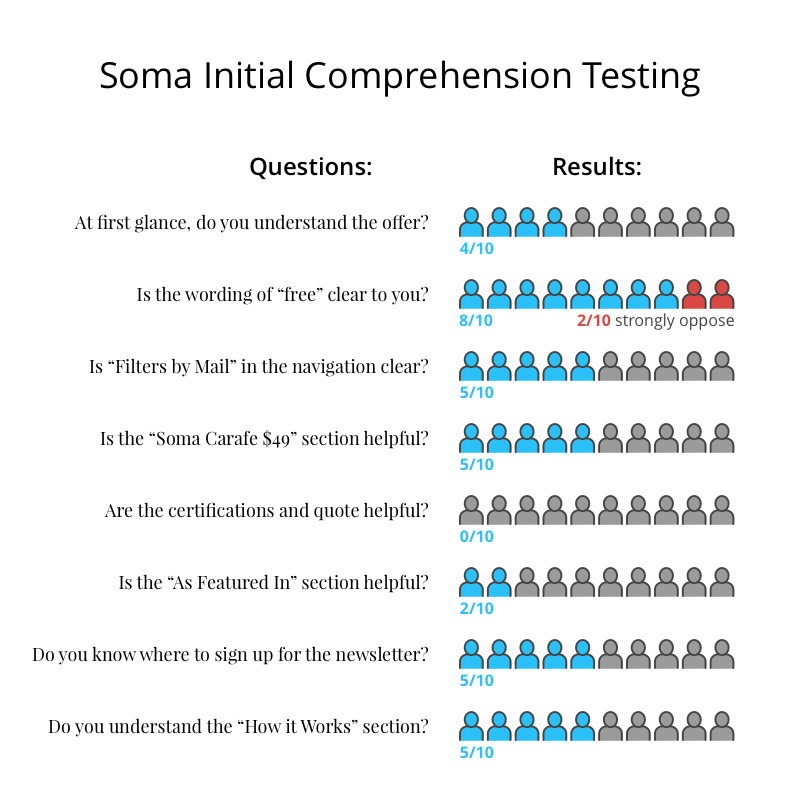 Soma Initial Comprehension Testing
Questions: Results:
At first glance, do you understand the offer?
4/10
Is the wording of “free” clear to you?
8/10 2/10 strongly oppose
Is “Filters by Mail” in the navigation clear?
5/10
Is the “Soma Carafe $49” section helpful?
5/10
Are the certifications and quote helpful?
0/10
Is the “As Featured In” section helpful?
2/10
Do you know where to sign up for the newsletter?
5/10
Do you understand the “How it Works” section?
5/10